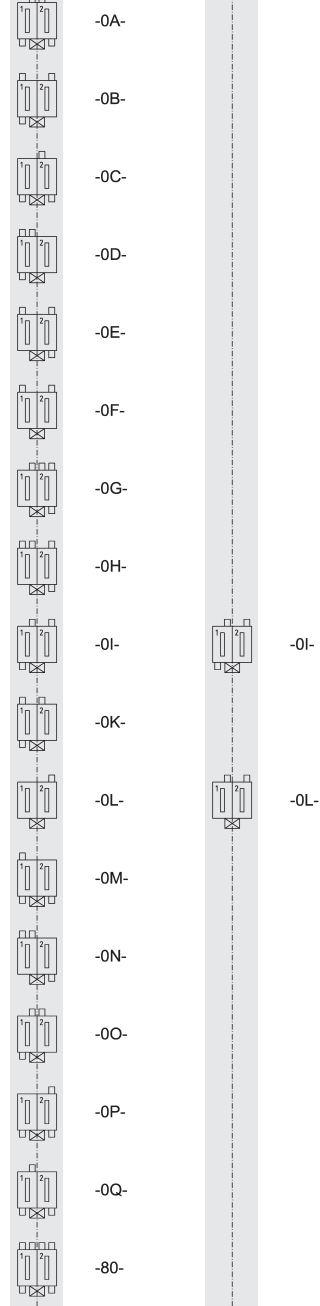 1 2 -0A-
1 2 -0B-
1 2 -0C-
1 2 -0D-
1 2 -0E-
1 2 -0F-
1 2 -0G-
1 2 -0H-
1 2 -0I- 1 2 -0I-
1 2 -0K-
1 2 -0L- 1 2 -0L-
1 2 -0M-
1 2 -0N-
1 2 -0O-
1 2 -0P-
1 2 -0Q-
1 2 -80-